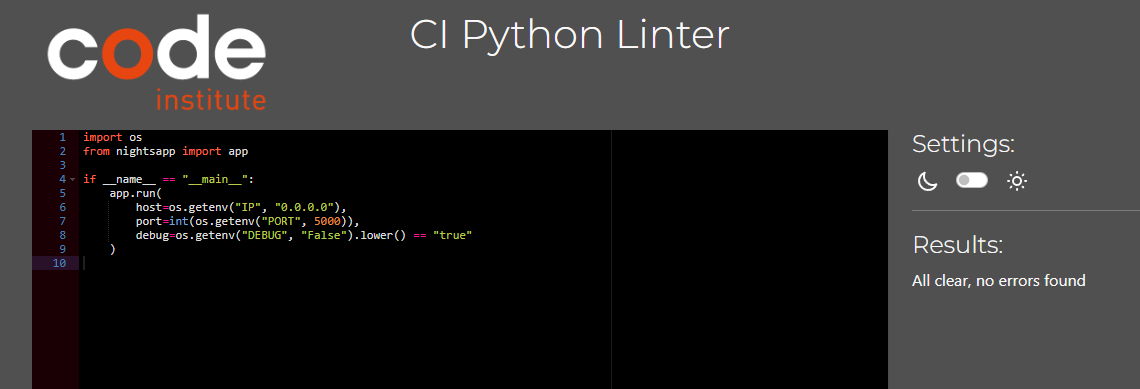 code
institute
CI Python Linter
1 import os
2 from nightsapp import app
3
4 if __name__ == "__main__":
5     app.run(
6         host=os.getenv("IP", "0.0.0.0"),
7         port=int(os.getenv("PORT", 5000)),
8         debug=os.getenv("DEBUG", "False").lower() == "true"
9     )
10
Settings:
Results:
All clear, no errors found